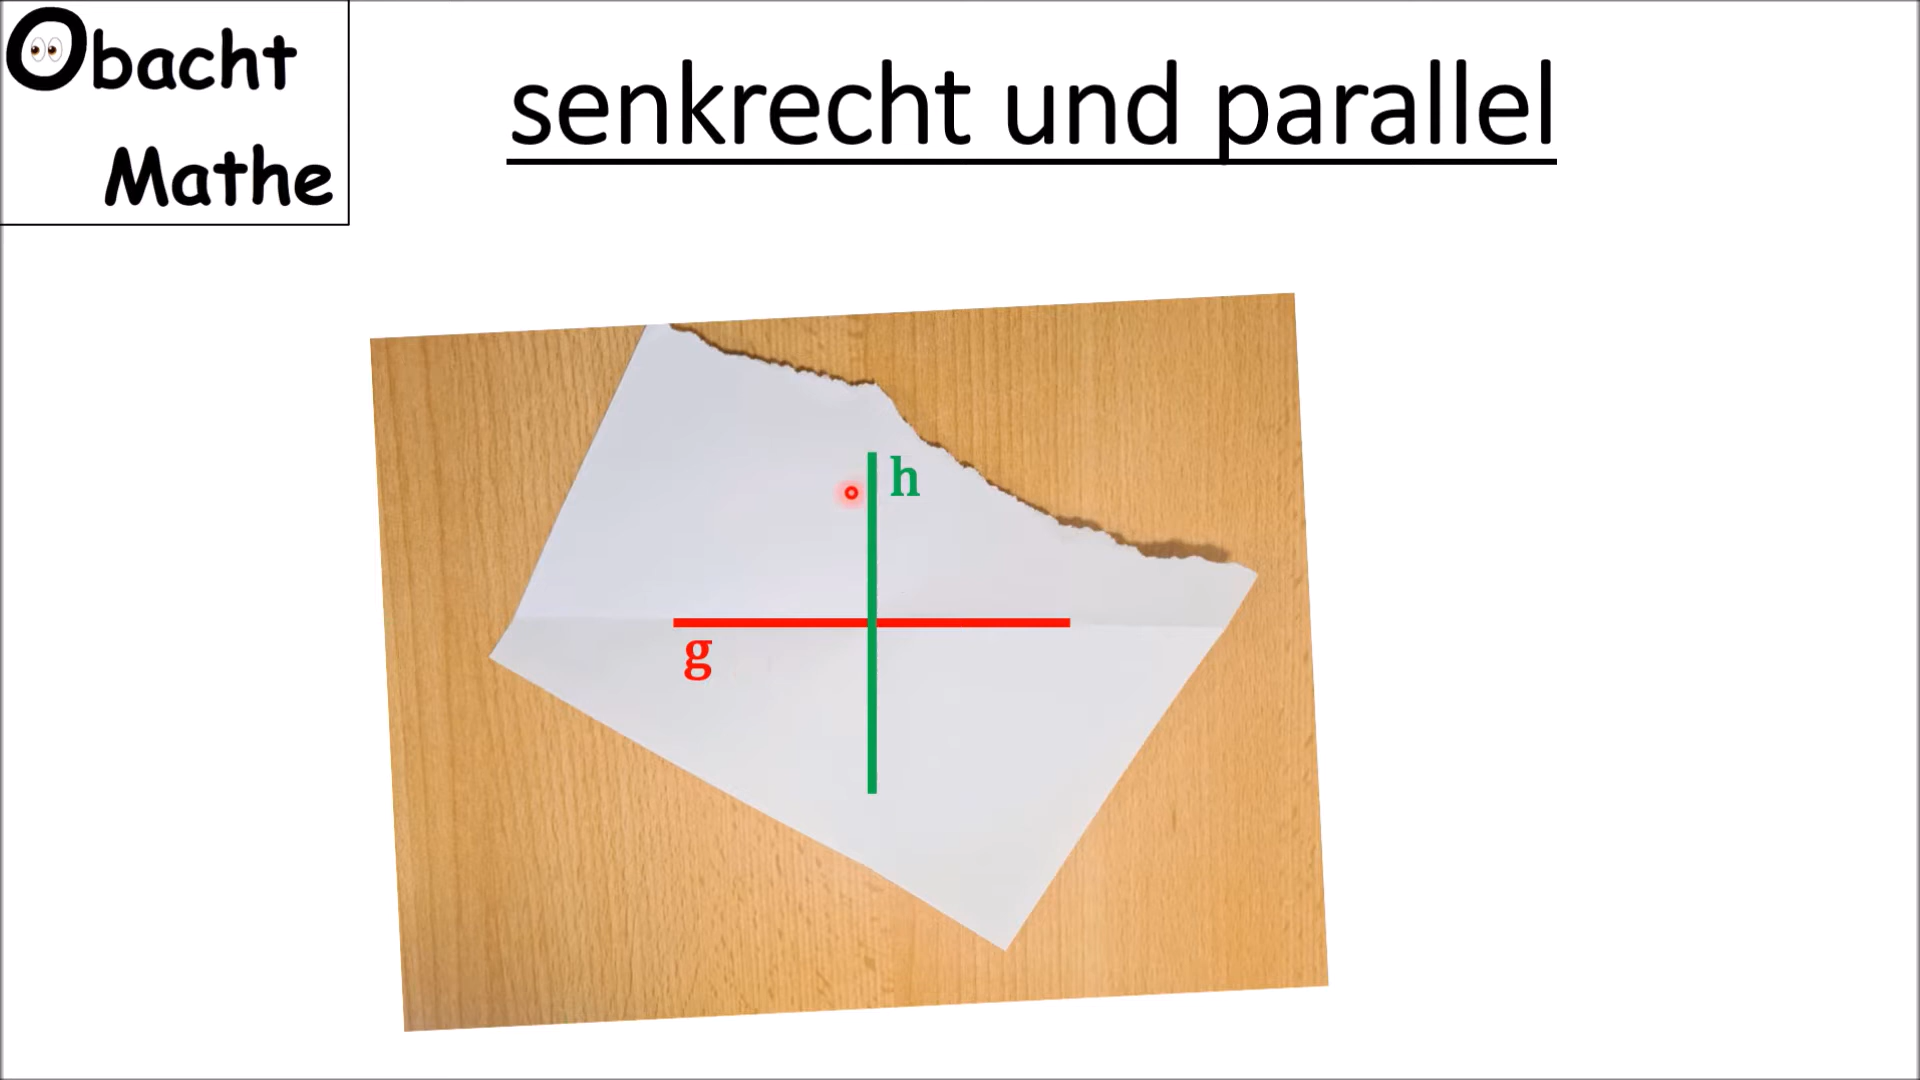 Obacht
Mathe
senkrecht und parallel
h
g